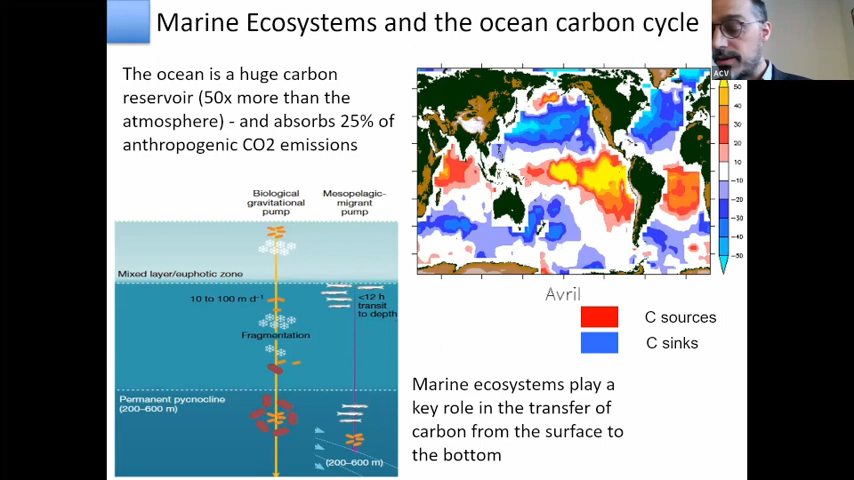 Marine Ecosystems and the ocean carbon cycle
ACV
The ocean is a huge carbon
reservoir (50x more than the
atmosphere) - and absorbs 25% of
anthropogenic CO2 emissions
50
40
30
20
10
-10
-20
-30
-40
-50
Avril
C sources
C sinks
Biological
gravitational
pump
Mesopelagic-
migrant
pump
Mixed layer/euphotic zone
10 to 100 m d⁻¹
<12 h
transit
to depth
Fragmentation
Permanent pycnocline
(200–600 m)
(200–600 m)
Marine ecosystems play a
key role in the transfer of
carbon from the surface to
the bottom